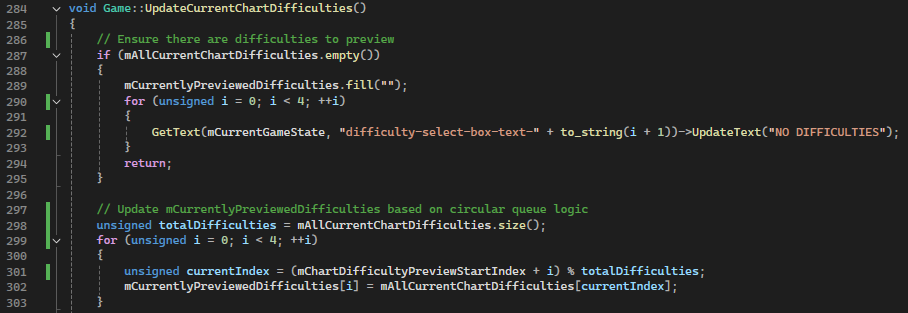 284 void Game::UpdateCurrentChartDifficulties()
285 {
286 // Ensure there are difficulties to preview
287 if (mAllCurrentChartDifficulties.empty())
288 {
289 mCurrentlyPreviewedDifficulties.fill("");
290 for (unsigned i = 0; i < 4; ++i)
291 {
292 GetText(mCurrentGameState, "difficulty-select-box-text-" + to_string(i + 1))->UpdateText("NO DIFFICULTIES");
293 }
294 return;
295 }
296
297 // Update mCurrentlyPreviewedDifficulties based on circular queue logic
298 unsigned totalDifficulties = mAllCurrentChartDifficulties.size();
299 for (unsigned i = 0; i < 4; ++i)
300 {
301 unsigned currentIndex = (mChartDifficultyPreviewStartIndex + i) % totalDifficulties;
302 mCurrentlyPreviewedDifficulties[i] = mAllCurrentChartDifficulties[currentIndex];
303 }